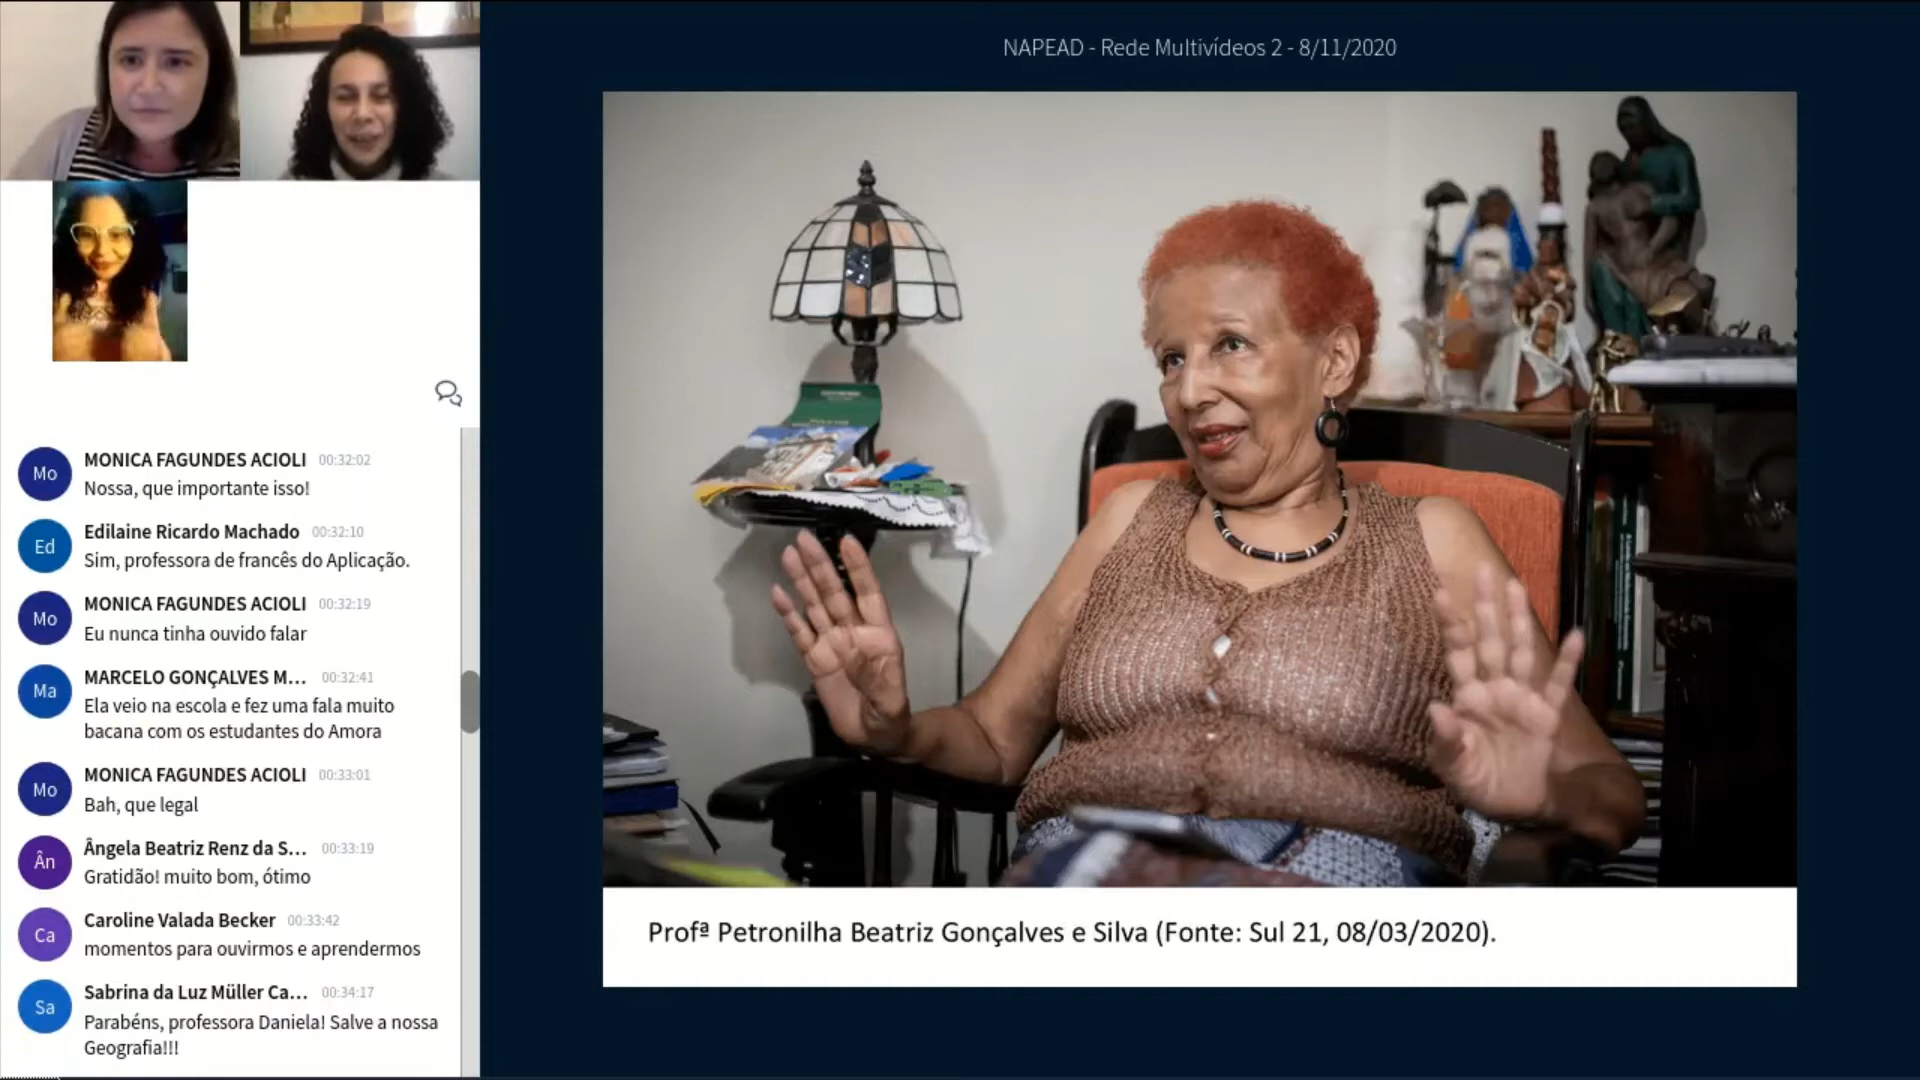 NAPEAD - Rede Multivídeos 2 - 8/11/2020
Mo
MONICA FAGUNDES ACIOLI 00:32:02
Nossa, que importante isso!
Ed
Edilaine Ricardo Machado 00:32:10
Sim, professora de francês do Aplicação.
Mo
MONICA FAGUNDES ACIOLI 00:32:19
Eu nunca tinha ouvido falar
Ma
MARCELO GONÇALVES M... 00:32:41
Ela veio na escola e fez uma fala muito
bacana com os estudantes do Amora
Mo
MONICA FAGUNDES ACIOLI 00:33:01
Bah, que legal
Ân
Ângela Beatriz Renz da S... 00:33:19
Gratidão! muito bom, ótimo
Ca
Caroline Valada Becker 00:33:42
momentos para ouvirmos e aprendermos
Sa
Sabrina da Luz Müller Ca... 00:34:17
Parabéns, professora Daniela! Salve a nossa
Geografia!!!
Profª Petronilha Beatriz Gonçalves e Silva (Fonte: Sul 21, 08/03/2020).